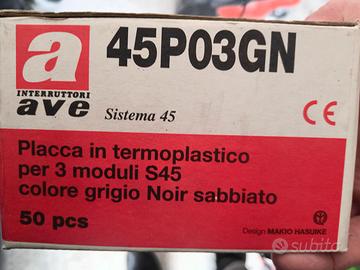 a
45P03GN
INTERRUTTORI
ave
Sistema 45
CE
Placca in termoplastico
per 3 moduli S45
colore grigio Noir sabbiato
50 pcs
Design MAKIO HASUIKE
subito